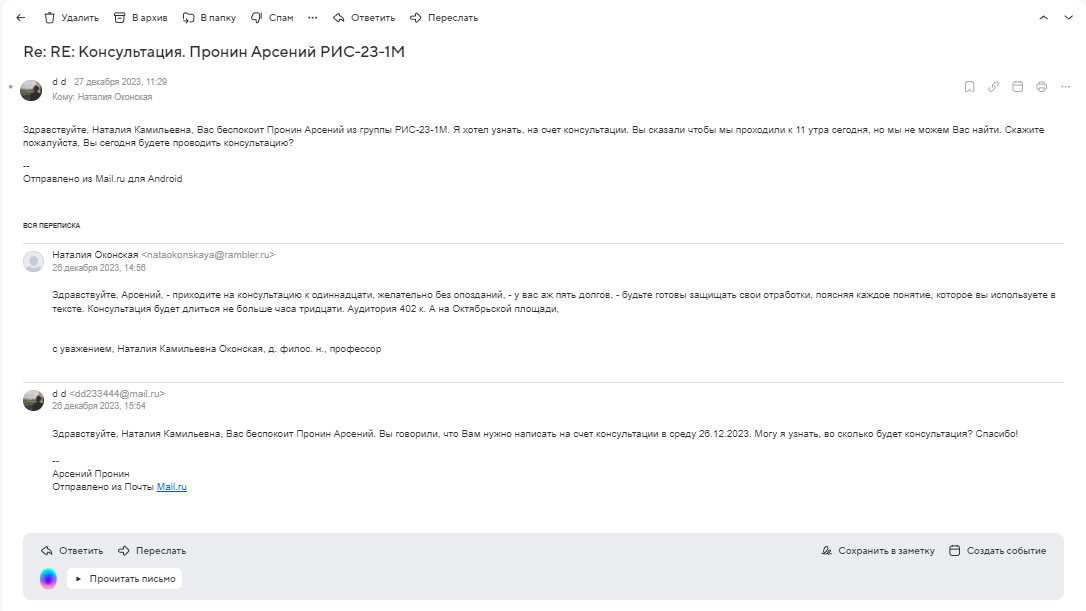 Удалить В архив В папку Спам ··· Ответить Переслать
Re: RE: Консультация. Пронин Арсений РИС-23-1М
d d 27 декабря 2023, 11:29
Кому: Наталия Оконская
Здравствуйте, Наталия Камильевна, Вас беспокоит Пронин Арсений из группы РИС-23-1М. Я хотел узнать, на счет консультации. Вы сказали чтобы мы проходили к 11 утра сегодня, но мы не можем Вас найти. Скажите
пожалуйста, Вы сегодня будете проводить консультацию?
--
Отправлено из Mail.ru для Android
ВСЯ ПЕРЕПИСКА
Наталия Оконская <nataokonskaya@rambler.ru>
26 декабря 2023, 14:56
Здравствуйте, Арсений, - приходите на консультацию к одиннадцати, желательно без опозданий, - у вас аж пять долгов, - будьте готовы защищать свои отработки, поясняя каждое понятие, которое вы используете в
тексте. Консультация будет длиться не больше часа тридцати. Аудитория 402 к. А на Октябрьской площади,
с уважением, Наталия Камильевна Оконская, д. филос. н., профессор
d d <dd233444@mail.ru>
26 декабря 2023, 15:54
Здравствуйте, Наталия Камильевна, Вас беспокоит Пронин Арсений. Вы говорили, что Вам нужно написать на счет консультации в среду 26.12.2023. Могу я узнать, во сколько будет консультация? Спасибо!
--
Арсений Пронин
Отправлено из Почты Mail.ru
Ответить Переслать Сохранить в заметку Создать событие
Прочитать письмо